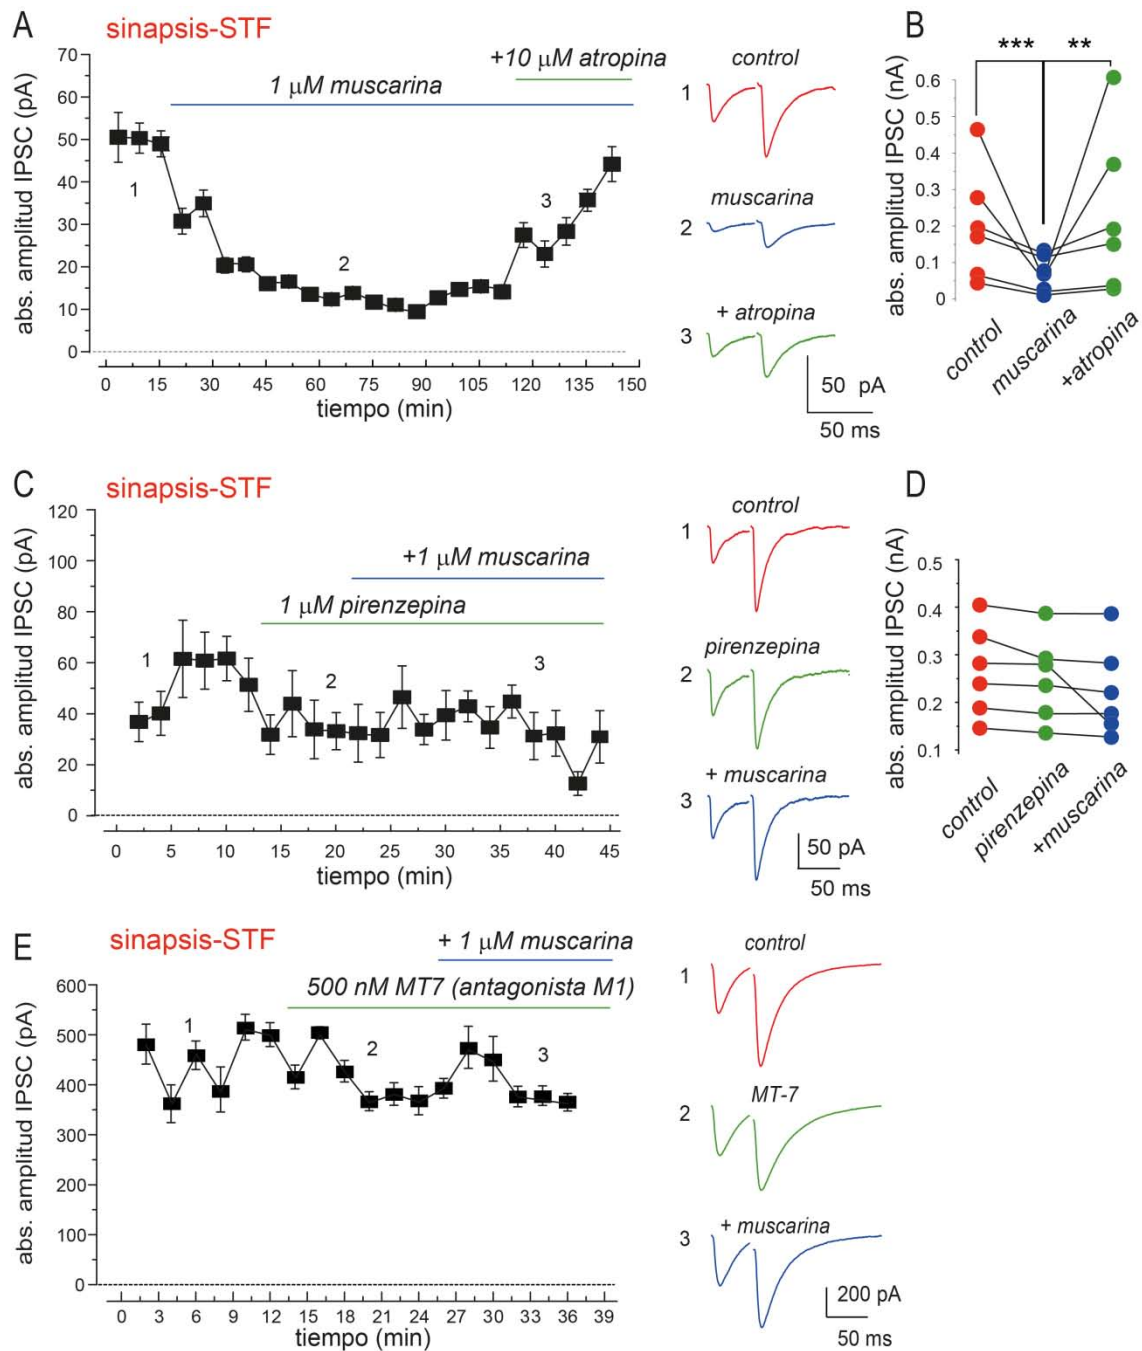 A
sinapsis-STF
abs. amplitud IPSC (pA)
70
60
50
40
30
20
10
0
1 μM muscarina
+10 μM atropina
1
2
3
0 15 30 45 60 75 90 105 120 135 150
tiempo (min)
control
1
muscarina
2
+ atropina
3
50 pA
50 ms
B
*** **
abs. amplitud IPSC (nA)
0.6
0.5
0.4
0.3
0.2
0.1
0
control
muscarina
+atropina
C
sinapsis-STF
abs. amplitud IPSC (pA)
120
100
80
60
40
20
0
+1 μM muscarina
1 μM pirenzepina
1
2
3
0 5 10 15 20 25 30 35 40 45
tiempo (min)
control
1
pirenzepina
2
+ muscarina
3
50 pA
50 ms
D
abs. amplitud IPSC (nA)
0.5
0.4
0.3
0.2
0.1
control
pirenzepina
+muscarina
E
sinapsis-STF
abs. amplitud IPSC (pA)
600
500
400
300
200
100
0
+ 1 μM muscarina
500 nM MT7 (antagonista M1)
1
2
3
0 3 6 9 12 15 18 21 24 27 30 33 36 39
tiempo (min)
control
1
MT-7
2
+ muscarina
3
200 pA
50 ms